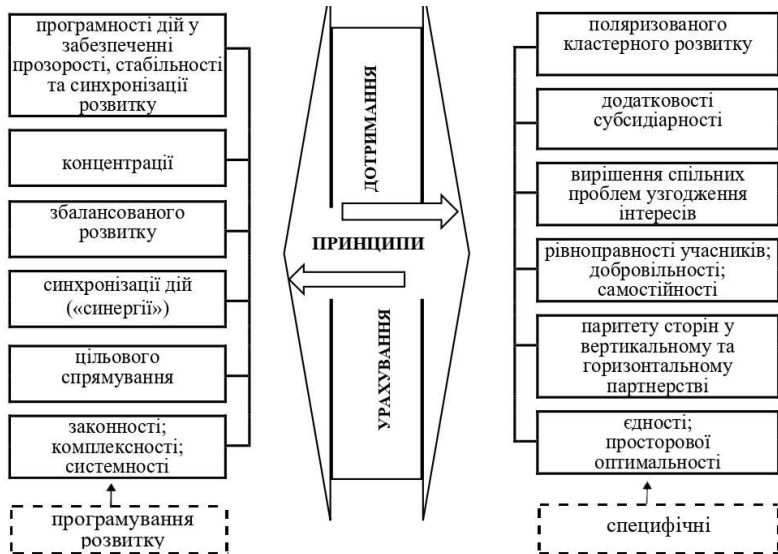 програмності дій у
забезпеченні
прозорості, стабільності
та синхронізації
розвитку
концентрації
збалансованого
розвитку
синхронізації дій
(«синергії»)
цільового
спрямування
законності;
комплексності;
системності
програмування
розвитку
ДОТРИМАННЯ
ПРИНЦИПИ
УРАХУВАННЯ
поляризованого
кластерного розвитку
додатковості
субсидіарності
вирішення спільних
проблем узгодження
інтересів
рівноправності учасників;
добровільності;
самостійності
паритету сторін у
вертикальному та
горизонтальному
партнерстві
єдності;
просторової
оптимальності
специфічні